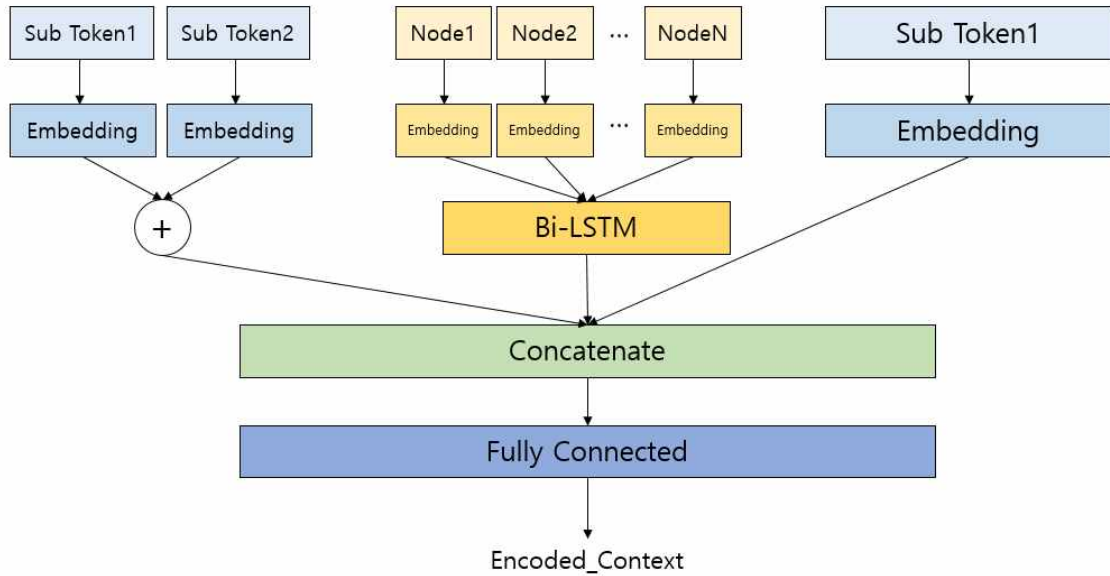 Sub Token1 Sub Token2 Node1 Node2 ... NodeN Sub Token1
Embedding Embedding Embedding Embedding ... Embedding Embedding
+ Bi-LSTM
Concatenate
Fully Connected
Encoded_Context